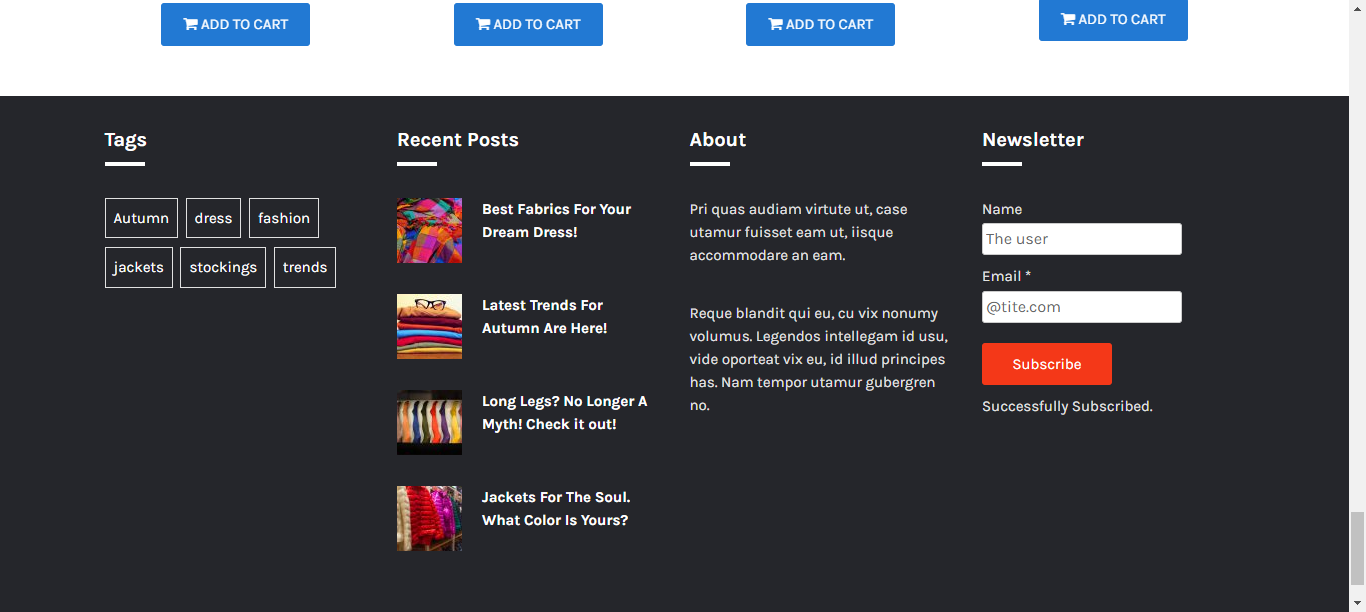 ADD TO CART
ADD TO CART
ADD TO CART
ADD TO CART
Tags
Autumn
dress
fashion
jackets
stockings
trends
Recent Posts
Best Fabrics For Your
Dream Dress!
Latest Trends For
Autumn Are Here!
Long Legs? No Longer A
Myth! Check it out!
Jackets For The Soul.
What Color Is Yours?
About
Pri quas audiam virtute ut, case
utamur fuisset eam ut, iisque
accommodare an eam.
Reque blandit qui eu, cu vix nonumy
volumus. Legendos intellegam id usu,
vide oporteat vix eu, id illud principes
has. Nam tempor utamur gubergren
no.
Newsletter
Name
The user
Email *
@tite.com
Subscribe
Successfully Subscribed.